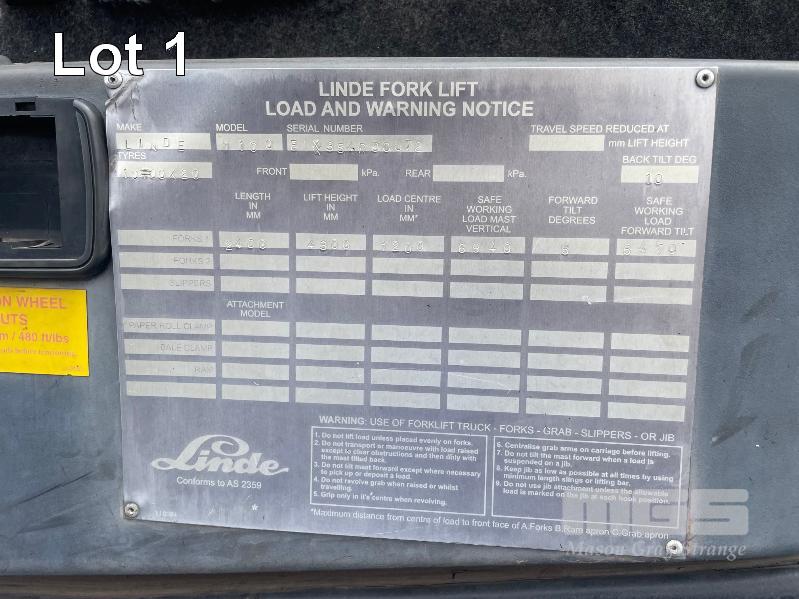 Lot 1
LINDE FORK LIFT
LOAD AND WARNING NOTICE
MAKE MODEL SERIAL NUMBER TRAVEL SPEED REDUCED AT
LINDE mm LIFT HEIGHT
TYRES FRONT kPa. REAR kPa. BACK TILT DEG
10
LENGTH IN MM
LIFT HEIGHT IN MM
LOAD CENTRE IN MM*
SAFE WORKING LOAD MAST VERTICAL
FORWARD TILT DEGREES
SAFE WORKING LOAD FORWARD TILT
FORKS 1 2400 1200 5
FORKS 2
SLIPPERS
ATTACHMENT MODEL
PAPER ROLL CLAMP
BALE CLAMP
RAM
ON WHEEL
UTS
m / 480 ft/lbs
WARNING: USE OF FORKLIFT TRUCK - FORKS - GRAB - SLIPPERS - OR JIB
1. Do not lift load unless placed evenly on forks.
2. Do not transport or manoeuvre with load raised
except to clear obstructions and then only with
the mast tilted back.
3. Do not tilt mast forward except where necessary
to pick up or deposit a load.
4. Do not revolve grab when raised or whilst
travelling.
5. Grip only in it's centre when revolving.
6. Centralise grab arms on carriage before lifting.
7. Do not tilt the mast forward when a load is
suspended on a jib.
8. Keep jib as low as possible at all times by using
minimum length slings or lifting bar.
9. Do not use jib attachment unless the allowable
load is marked on the jib at each hook position.
*Maximum distance from centre of load to front face of A.Forks B.Ram apron C.Grab apron
Linde
Conforms to AS 2359
MGS
Mason Gray Strange